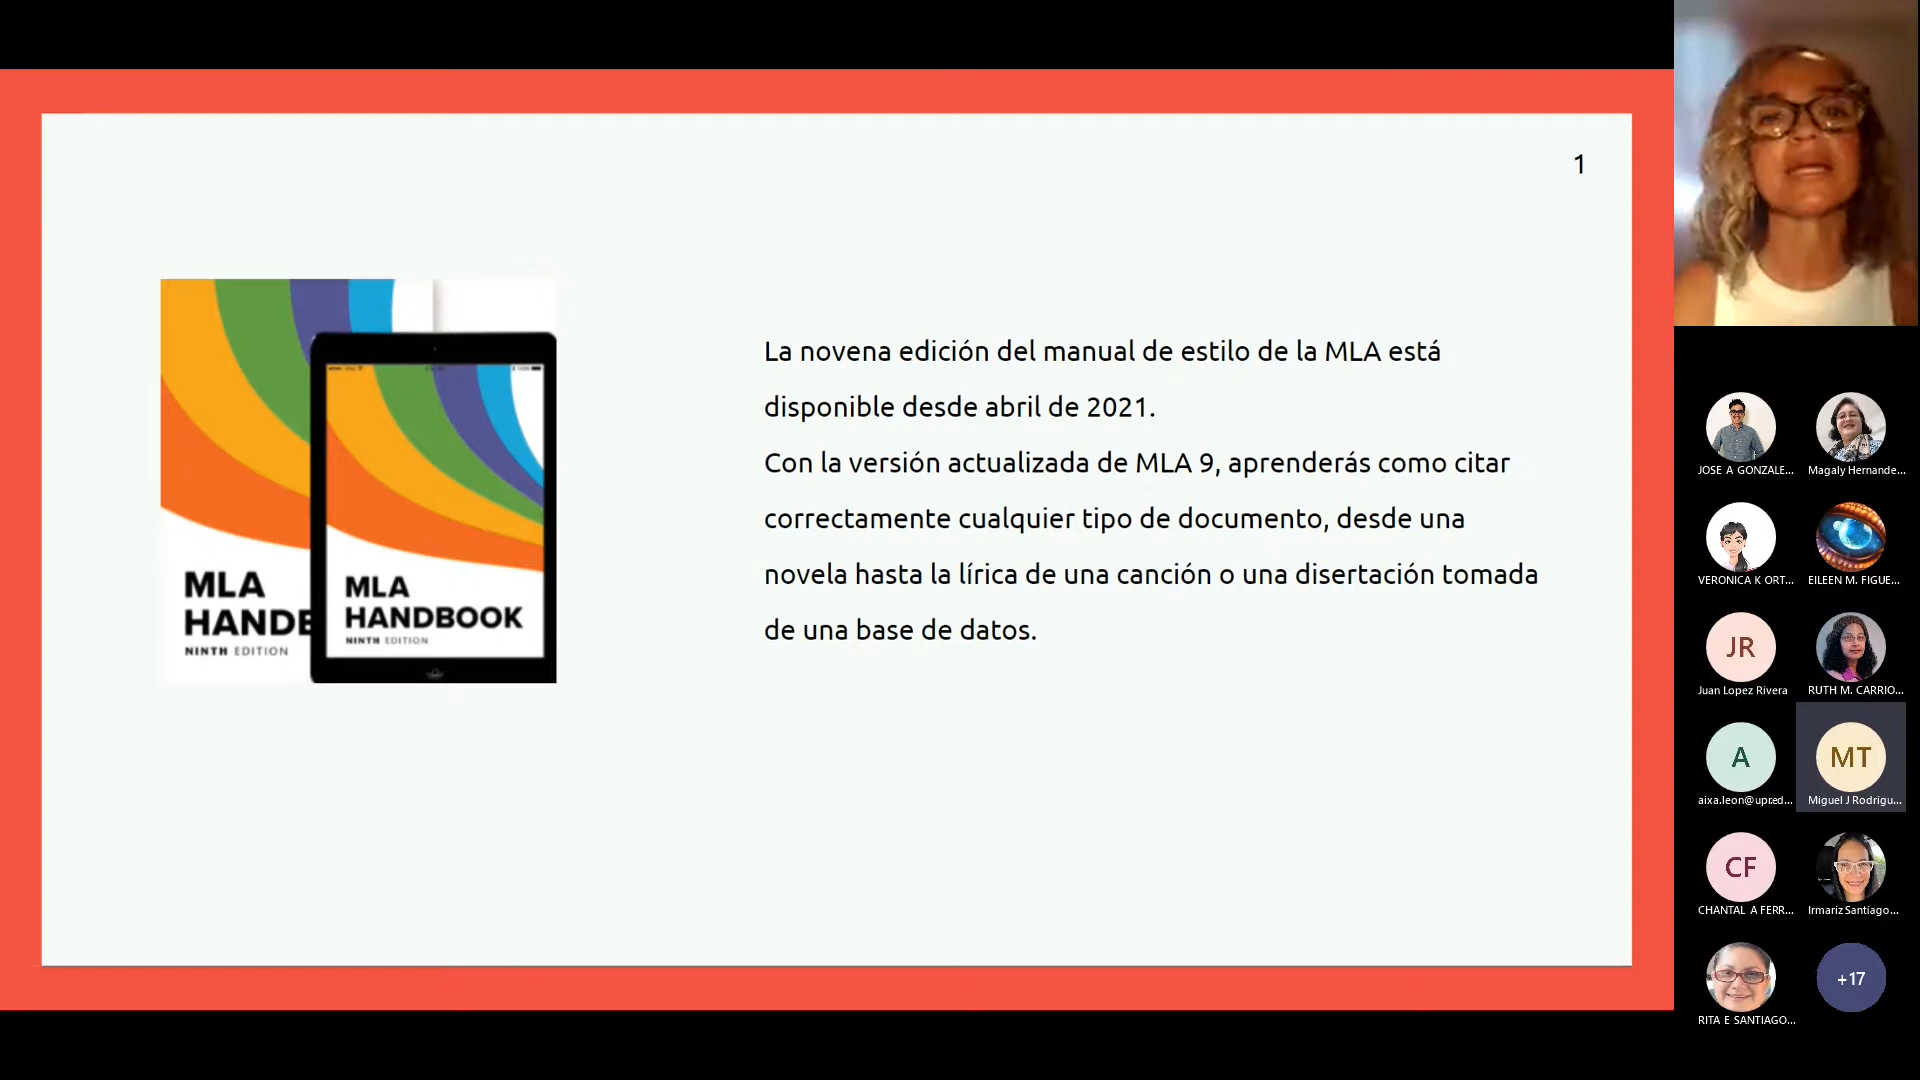 1
MLA
HANDB
NINTH EDITION
MLA
HANDBOOK
NINTH EDITION
La novena edición del manual de estilo de la MLA está
disponible desde abril de 2021.
Con la versión actualizada de MLA 9, aprenderás como citar
correctamente cualquier tipo de documento, desde una
novela hasta la lírica de una canción o una disertación tomada
de una base de datos.
JOSE A GONZALE...
Magaly Hernande...
VERONICA K ORT...
EILEEN M. FIGUE...
JR
Juan Lopez Rivera
RUTH M. CARRIO...
A
aixa.leon@upr.ed...
MT
Miguel J Rodrigu...
CF
CHANTAL A FERR...
Irmariz Santiago...
RITA E SANTIAGO...
+17